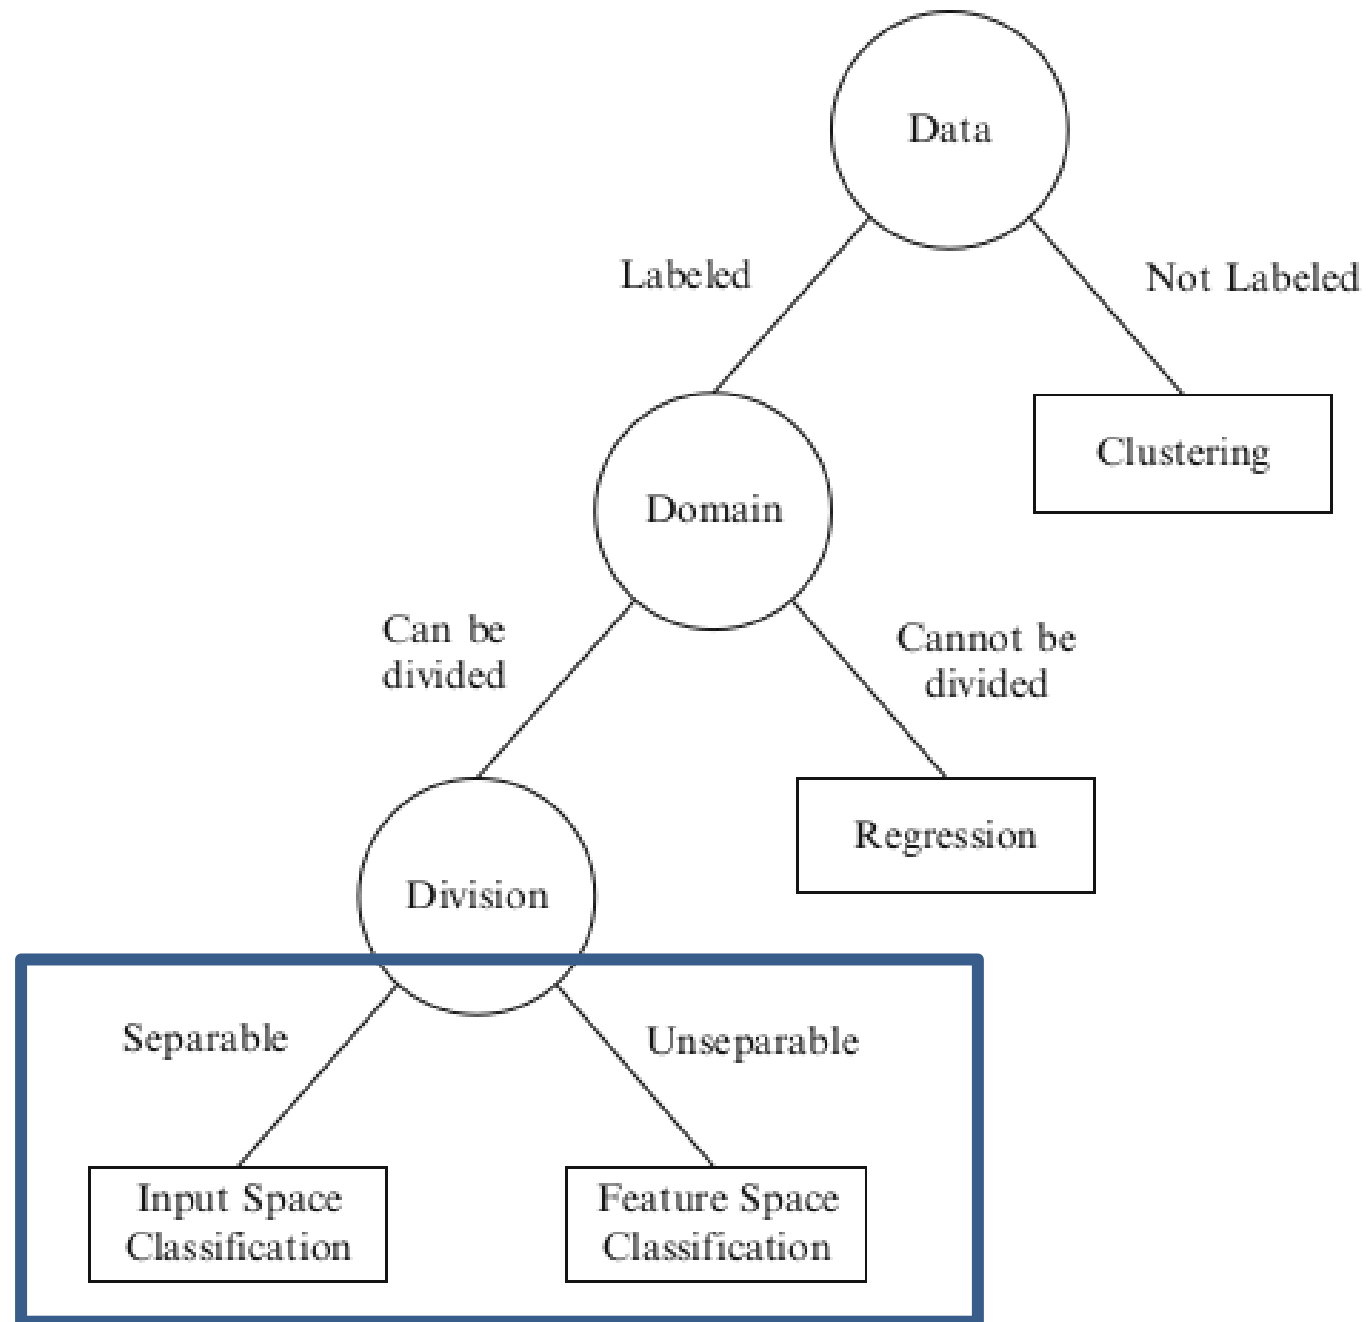 Data
Labeled
Not Labeled
Clustering
Domain
Can be
divided
Cannot be
divided
Regression
Division
Separable
Unseparable
Input Space
Classification
Feature Space
Classification